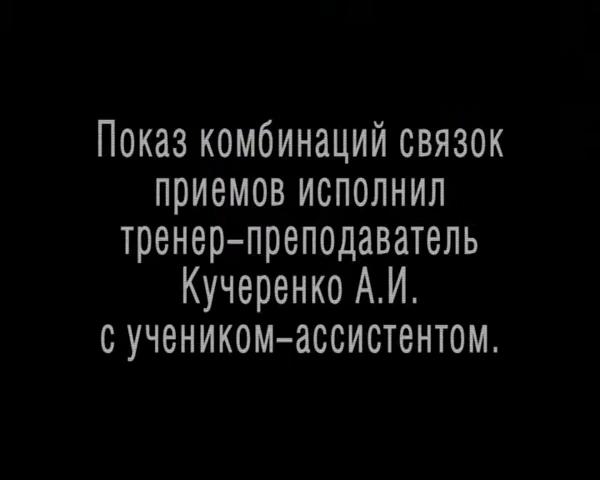 Показ комбинаций связок
приемов исполнил
тренер–преподаватель
Кучеренко А.И.
с учеником–ассистентом.